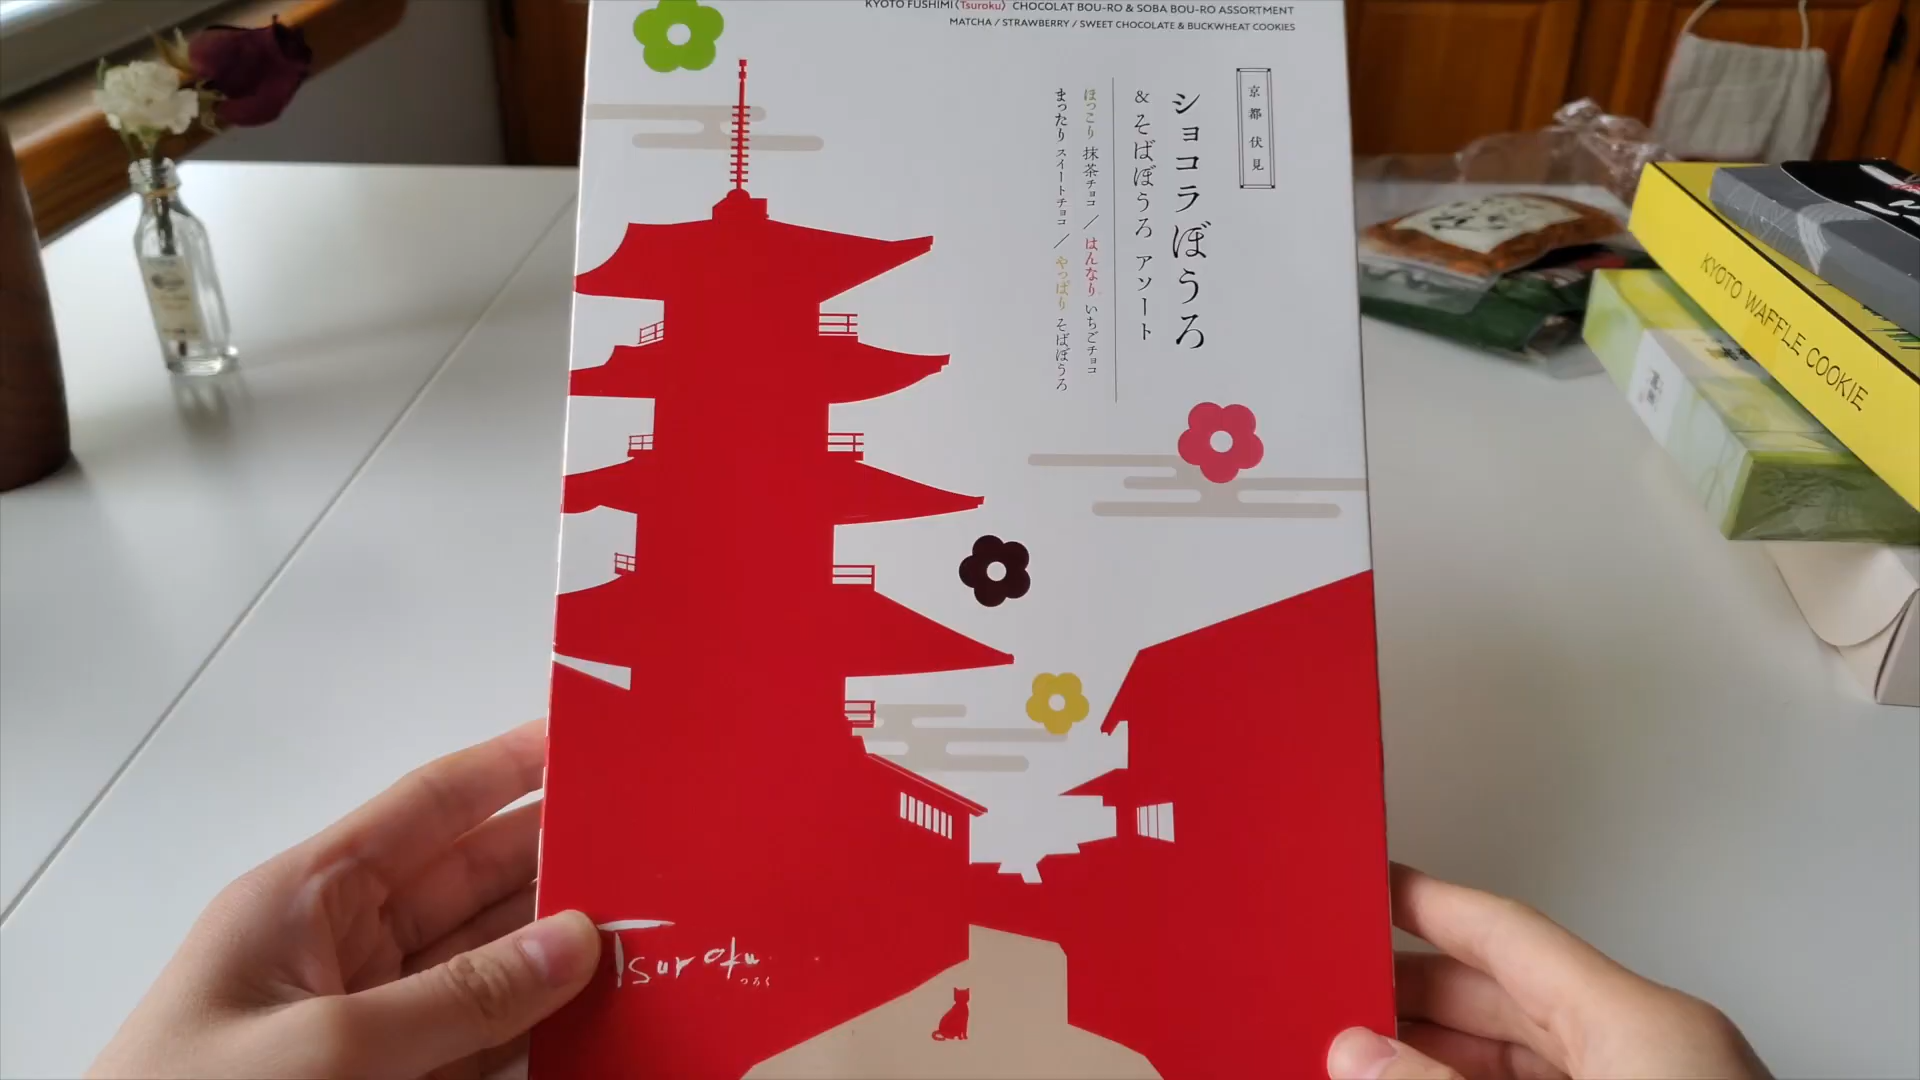 KYOTO FUSHIMI (Tsuroku) CHOCOLAT BOU-RO & SOBA BOU-RO ASSORTMENT
MATCHA / STRAWBERRY / SWEET CHOCOLATE & BUCKWHEAT COOKIES
京都 伏見
ショコラぼうろ
& そばぼうろ アソート
ほっこり 抹茶チョコ / はんなり いちごチョコ
まったり スイートチョコ / やっぱり そばぼうろ
Tsuroku
つろく
KYOTO WAFFLE COOKIE